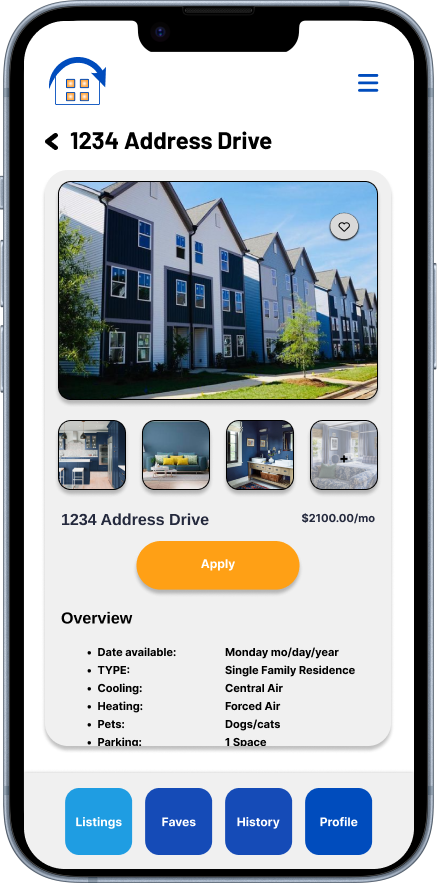 1234 Address Drive
1234 Address Drive $2100.00/mo
Apply
Overview
• Date available: Monday mo/day/year
• TYPE: Single Family Residence
• Cooling: Central Air
• Heating: Forced Air
• Pets: Dogs/cats
• Parking: 1 Space
Listings Faves History Profile